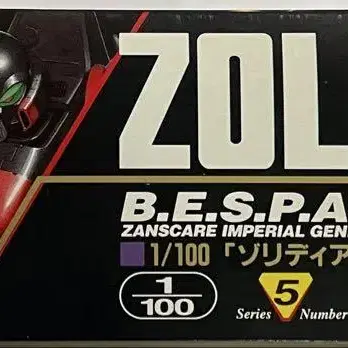 ZOL
B.E.S.P.A
ZANSCARE IMPERIAL GEN
1/100「ゾリディア
1/100
Series 5 Number